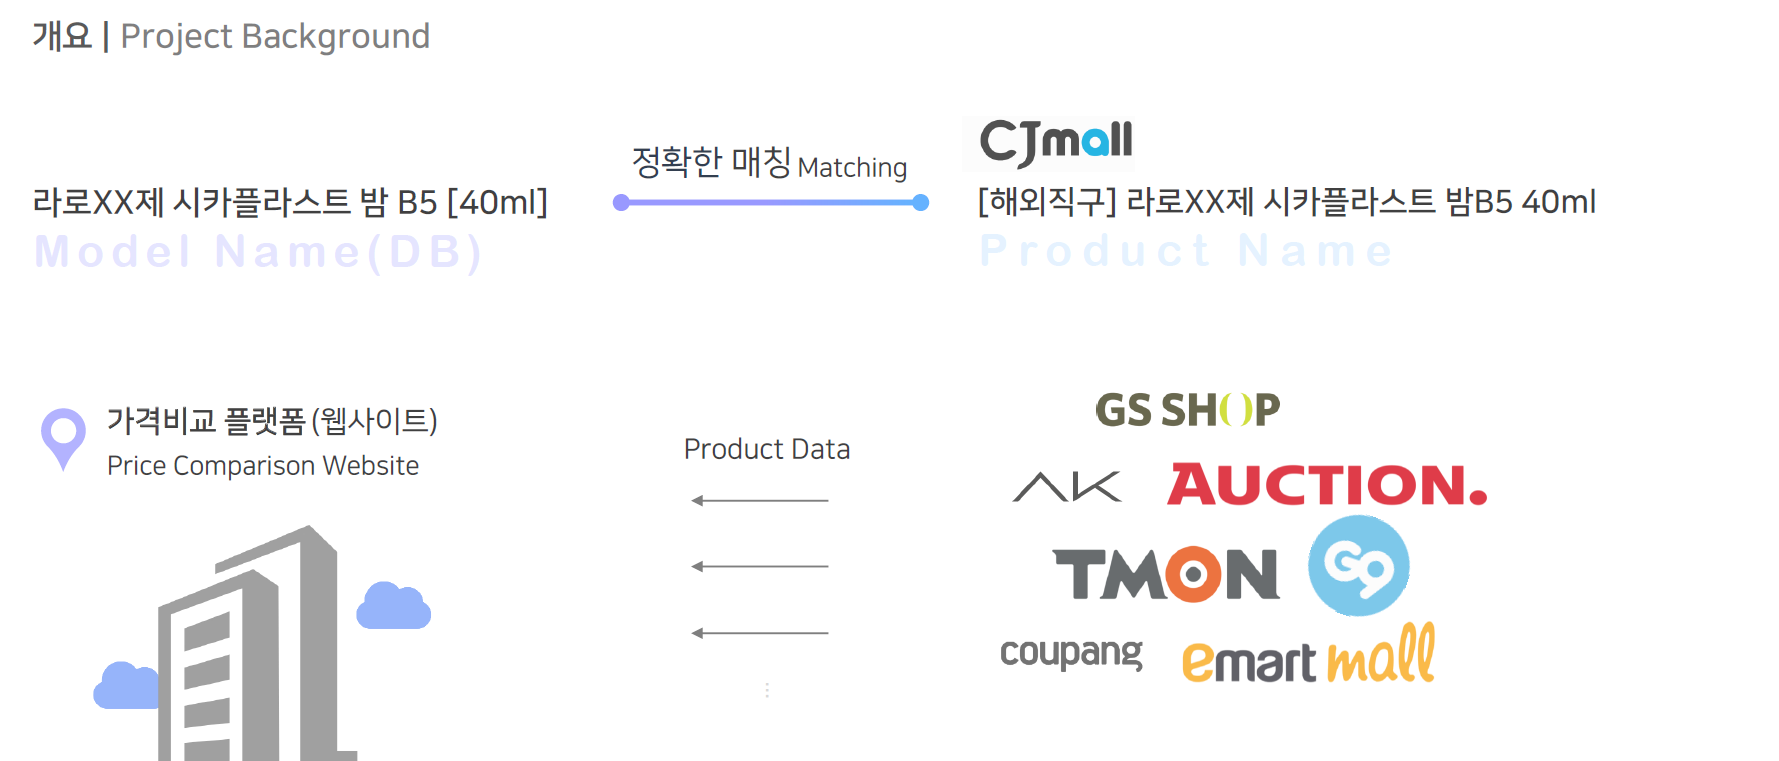 개요 | Project Background
CJmall
정확한 매칭 Matching
라로XX제 시카플라스트 밤 B5 [40ml]
[해외직구] 라로XX제 시카플라스트 밤B5 40ml
Model Name(DB)
Product Name
가격비교 플랫폼 (웹사이트)
Price Comparison Website
Product Data
GS SHOP
AK
AUCTION.
TMON
G9
coupang
emart mall